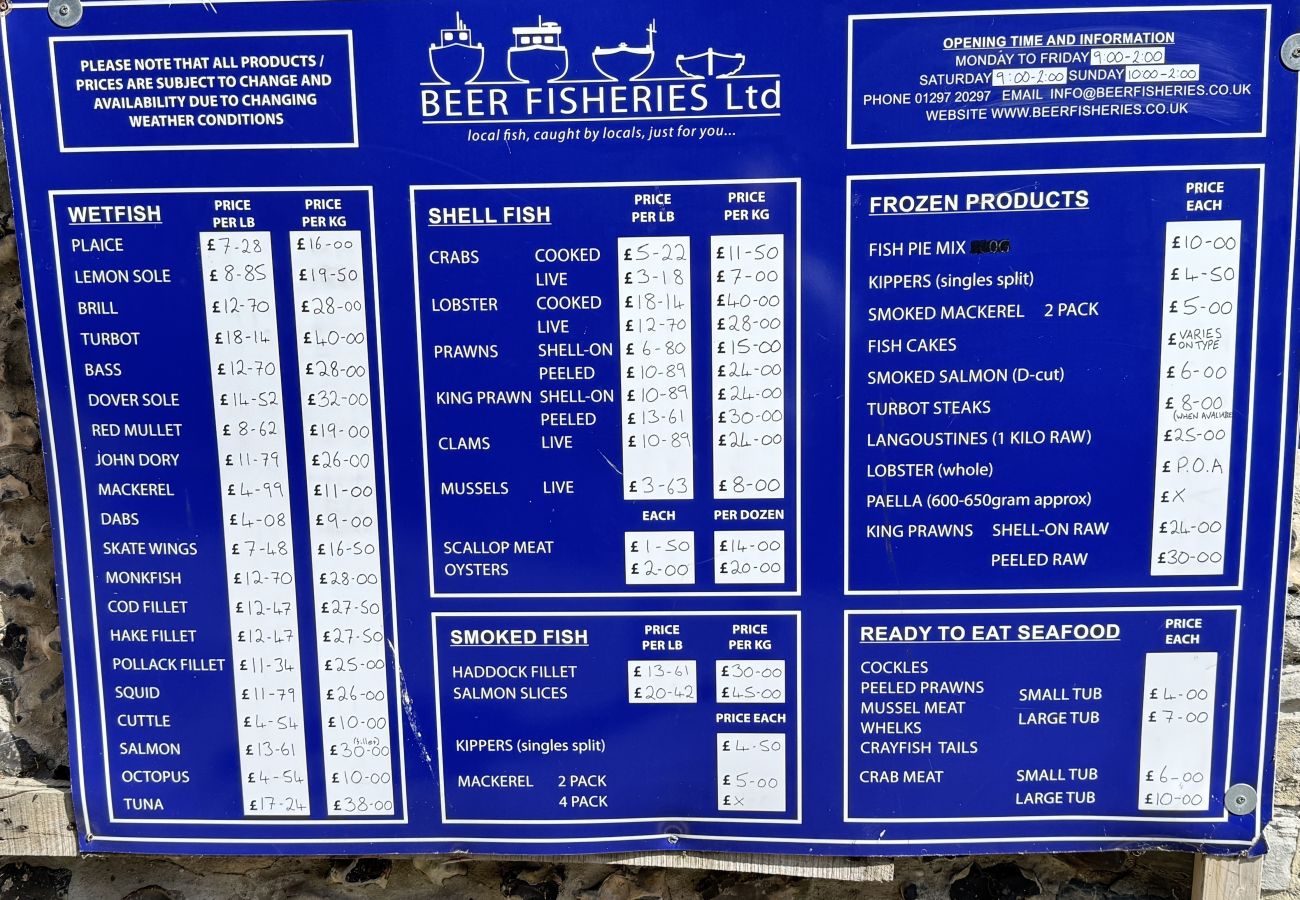 PLEASE NOTE THAT ALL PRODUCTS /
PRICES ARE SUBJECT TO CHANGE AND
AVAILABILITY DUE TO CHANGING
WEATHER CONDITIONS
BEER FISHERIES Ltd
local fish, caught by locals, just for you...
OPENING TIME AND INFORMATION
MONDAY TO FRIDAY 9:00-2:00
SATURDAY 9:00-2:00 SUNDAY 10:00-2:00
PHONE 01297 20297 EMAIL INFO@BEERFISHERIES.CO.UK
WEBSITE WWW.BEERFISHERIES.CO.UK
WETFISH PRICE PER LB PRICE PER KG
PLAICE £7-28 £16-00
LEMON SOLE £8-85 £19-50
BRILL £12-70 £28-00
TURBOT £18-14 £40-00
BASS £12-70 £28-00
DOVER SOLE £14-52 £32-00
RED MULLET £8-62 £19-00
JOHN DORY £11-79 £26-00
MACKEREL £4-99 £11-00
DABS £4-08 £9-00
SKATE WINGS £7-48 £16-50
MONKFISH £12-70 £28-00
COD FILLET £12-47 £27-50
HAKE FILLET £12-47 £27-50
POLLACK FILLET £11-34 £25-00
SQUID £11-79 £26-00
CUTTLE £4-54 £10-00
SALMON £13-61 £30-00 (fillet)
OCTOPUS £4-54 £10-00
TUNA £17-24 £38-00
SHELL FISH PRICE PER LB PRICE PER KG
CRABS COOKED £5-22 £11-50
LIVE £3-18 £7-00
LOBSTER COOKED £18-14 £40-00
LIVE £12-70 £28-00
PRAWNS SHELL-ON £6-80 £15-00
PEELED £10-89 £24-00
KING PRAWN SHELL-ON £10-89 £24-00
PEELED £13-61 £30-00
CLAMS LIVE £10-89 £24-00
MUSSELS LIVE £3-63 £8-00
EACH PER DOZEN
SCALLOP MEAT £1-50 £14-00
OYSTERS £2-00 £20-00
SMOKED FISH PRICE PER LB PRICE PER KG
HADDOCK FILLET £13-61 £30-00
SALMON SLICES £20-42 £45-00
PRICE EACH
KIPPERS (singles split) £4-50
MACKEREL 2 PACK £5-00
4 PACK £X
FROZEN PRODUCTS PRICE EACH
FISH PIE MIX £10-00
KIPPERS (singles split) £4-50
SMOKED MACKEREL 2 PACK £5-00
FISH CAKES £VARIES ON TYPE
SMOKED SALMON (D-cut) £6-00
TURBOT STEAKS £8-00 (WHEN AVALIABLE
LANGOUSTINES (1 KILO RAW) £25-00
LOBSTER (whole) £P.O.A
PAELLA (600-650gram approx) £X
KING PRAWNS SHELL-ON RAW £24-00
PEELED RAW £30-00
READY TO EAT SEAFOOD PRICE EACH
COCKLES
PEELED PRAWNS SMALL TUB £4-00
MUSSEL MEAT LARGE TUB £7-00
WHELKS
CRAYFISH TAILS
CRAB MEAT SMALL TUB £6-00
LARGE TUB £10-00